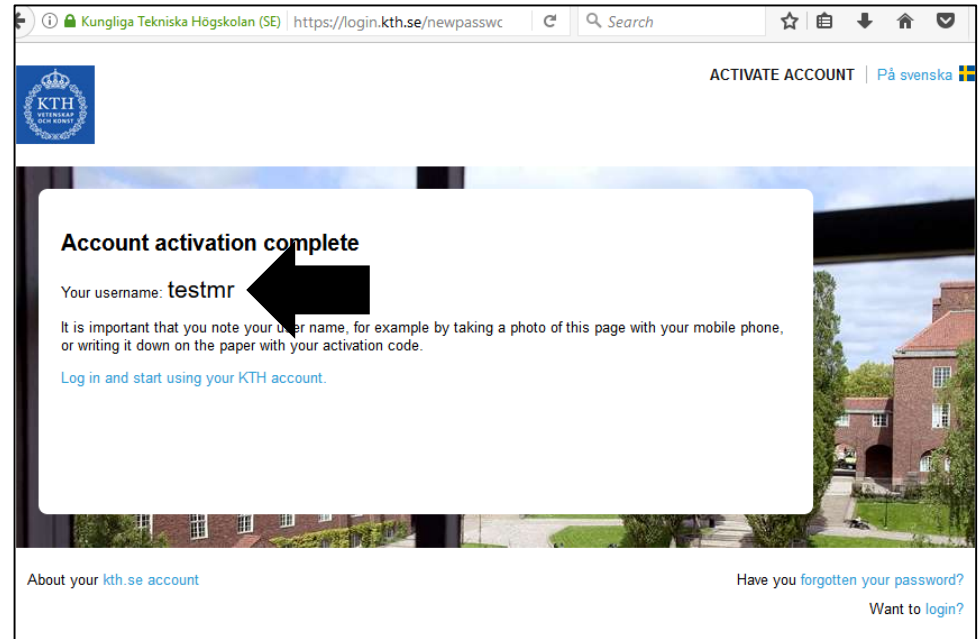 Kungliga Tekniska Högskolan (SE) https://login.kth.se/newpasswc Search
ACTIVATE ACCOUNT På svenska
KTH
VETENSKAP
OCH KONST
Account activation complete
Your username: testmr
It is important that you note your user name, for example by taking a photo of this page with your mobile phone,
or writing it down on the paper with your activation code.
Log in and start using your KTH account.
About your kth.se account
Have you forgotten your password?
Want to login?